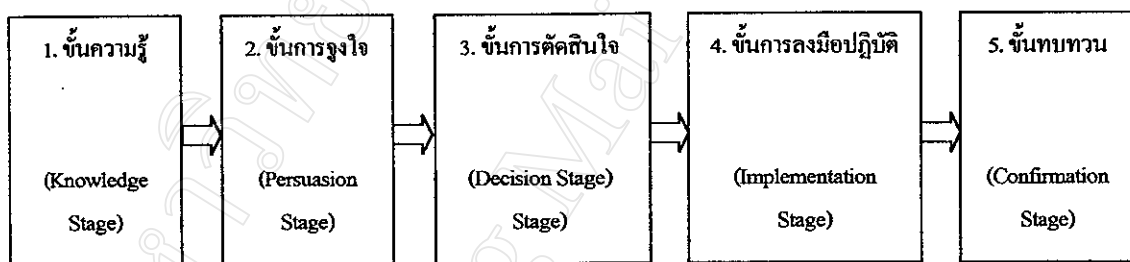 1. ขั้นความรู้
(Knowledge
Stage)
2. ขั้นการจูงใจ
(Persuasion
Stage)
3. ขั้นการตัดสินใจ
(Decision Stage)
4. ขั้นการลงมือปฏิบัติ
(Implementation
Stage)
5. ขั้นทบทวน
(Confirmation
Stage)